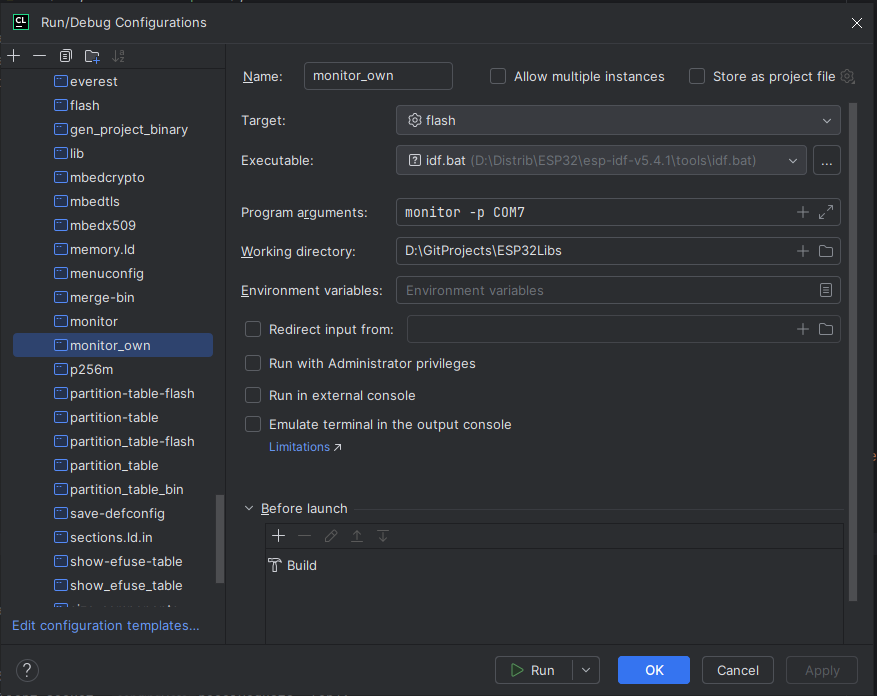 CL Run/Debug Configurations
everest
flash
gen_project_binary
lib
mbedcrypto
mbedtls
mbedx509
memory.ld
menuconfig
merge-bin
monitor
monitor_own
p256m
partition-table-flash
partition-table
partition_table-flash
partition_table
partition_table_bin
save-defconfig
sections.ld.in
show-efuse-table
show_efuse_table
Edit configuration templates...
Name: monitor_own Allow multiple instances Store as project file
Target: flash
Executable: idf.bat (D:\Distrib\ESP32\esp-idf-v5.4.1\tools\idf.bat) ...
Program arguments: monitor -p COM7
Working directory: D:\GitProjects\ESP32Libs
Environment variables: Environment variables
Redirect input from:
Run with Administrator privileges
Run in external console
Emulate terminal in the output console
Limitations ↗
Before launch
Build
? Run OK Cancel Apply